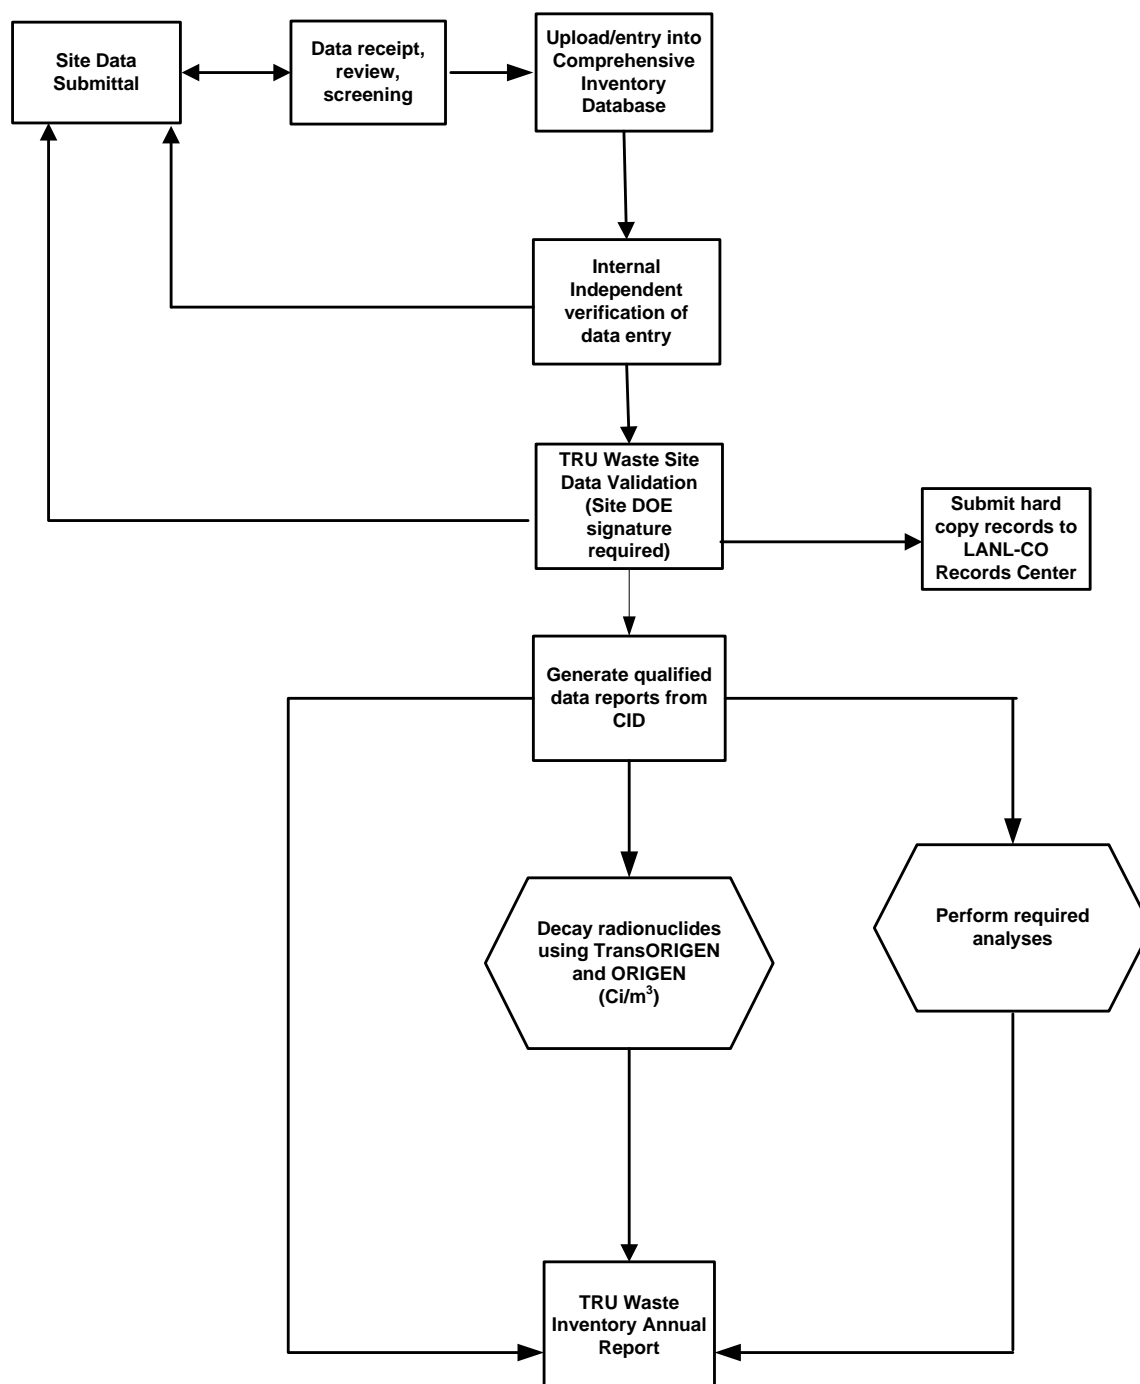 Site Data
Submittal
Data receipt,
review,
screening
Upload/entry into
Comprehensive
Inventory
Database
Internal
Independent
verification of
data entry
TRU Waste Site
Data Validation
(Site DOE
signature
required)
Submit hard
copy records to
LANL-CO
Records Center
Generate qualified
data reports from
CID
Decay radionuclides
using TransORIGEN
and ORIGEN
(Ci/m³)
Perform required
analyses
TRU Waste
Inventory Annual
Report